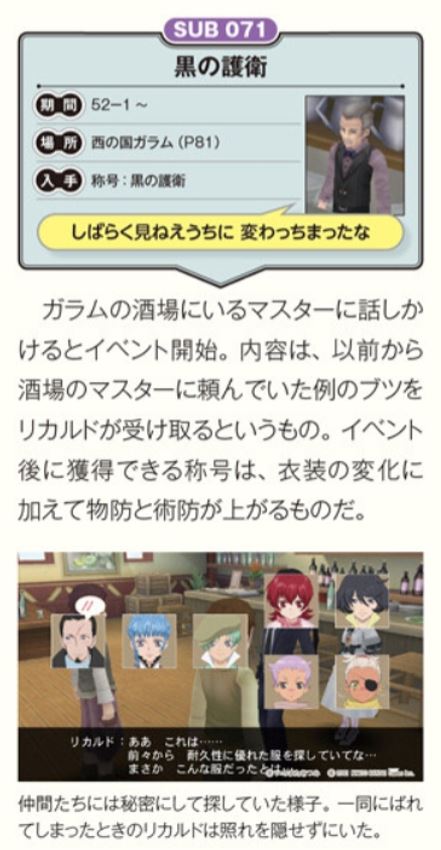 SUB 071
黒の護衛
期間 52−1 〜
場所 西の国ガラム（P81）
入手 称号：黒の護衛
しばらく見ねえうちに 変わっちまったな
ガラムの酒場にいるマスターに話しか
けるとイベント開始。内容は、以前から
酒場のマスターに頼んでいた例のブツを
リカルドが受け取るというもの。イベント
後に獲得できる称号は、衣装の変化に
加えて物防と術防が上がるものだ。
リカルド：ああ これは……
前々から 耐久性に優れた服を探していてな…
まさか こんな服だったとは…
仲間たちには秘密にして探していた様子。一同にばれ
てしまったときのリカルドは照れを隠せずにいた。